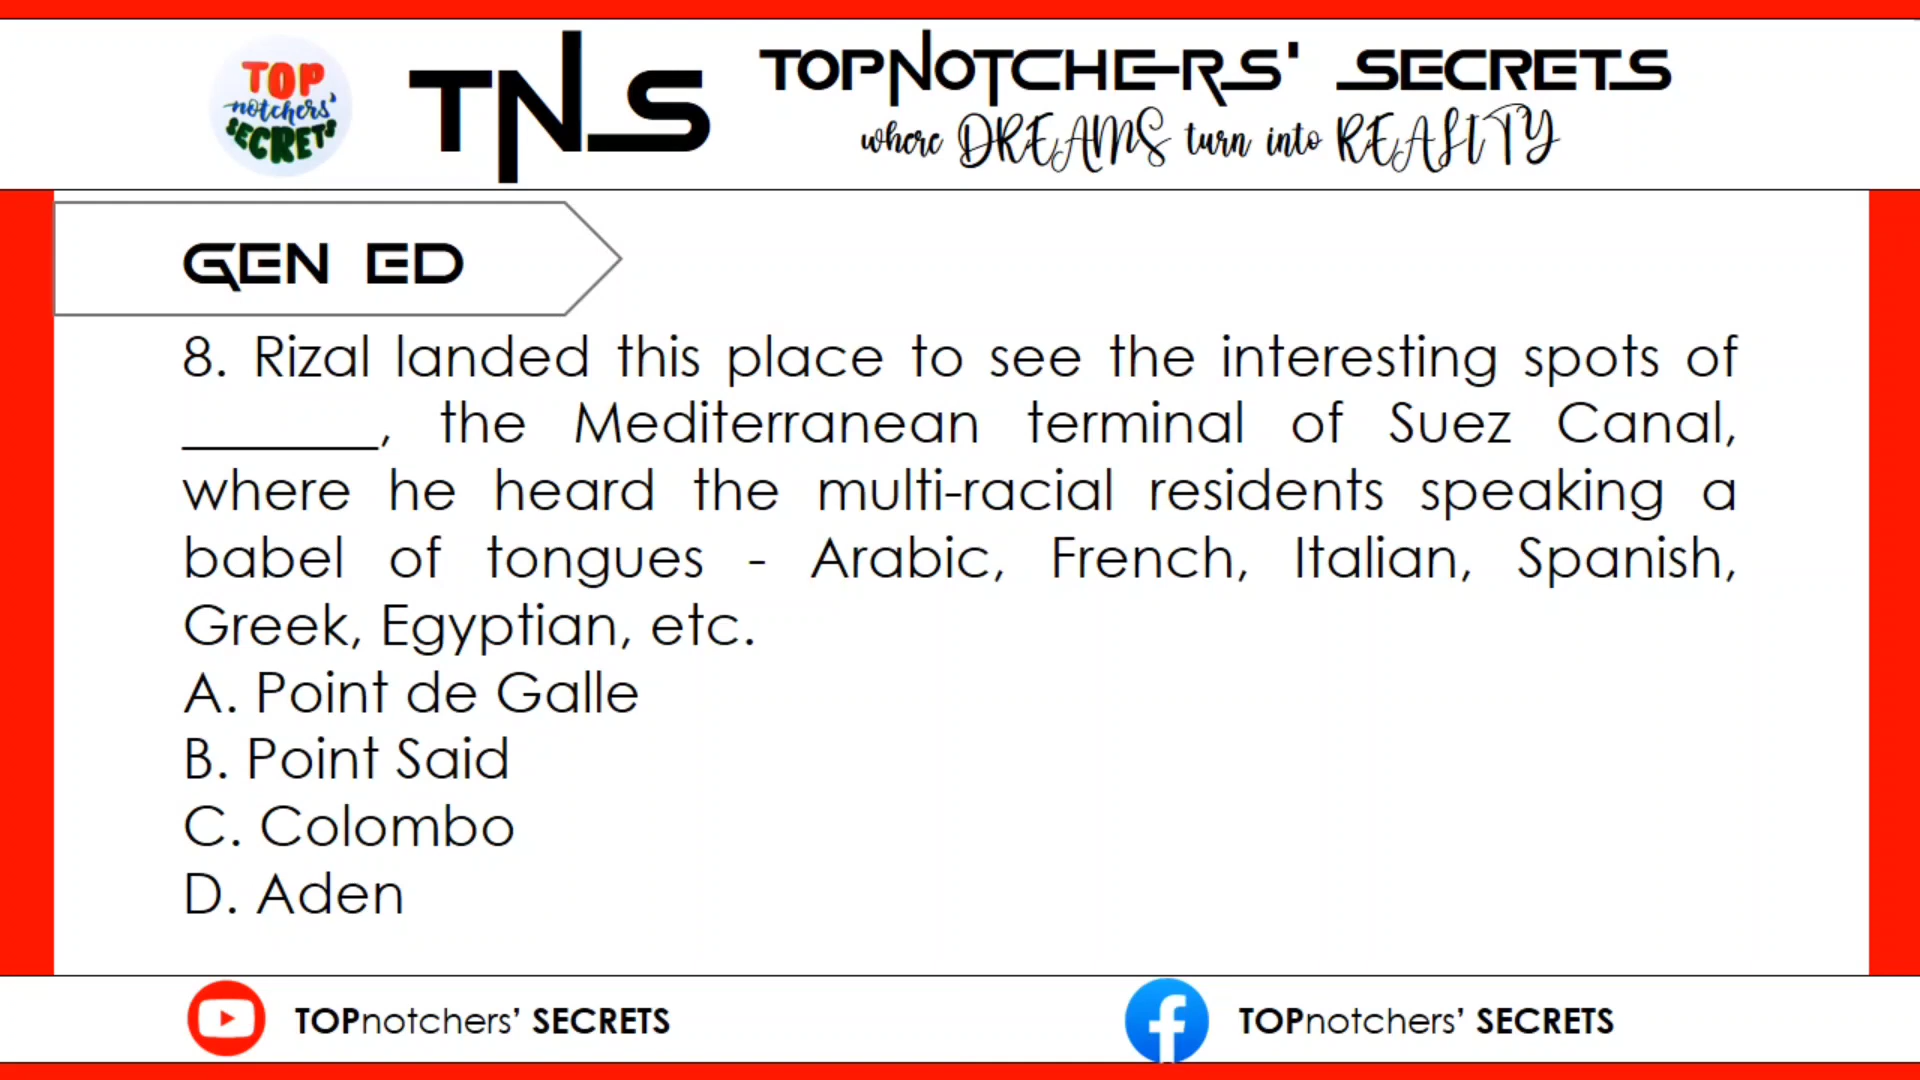 TOP
notchers'
SECRETS
TNS
TOPNOTCHERS' SECRETS
where DREAMS turn into REALITY
GEN ED
8. Rizal landed this place to see the interesting spots of
_______, the Mediterranean terminal of Suez Canal,
where he heard the multi-racial residents speaking a
babel of tongues - Arabic, French, Italian, Spanish,
Greek, Egyptian, etc.
A. Point de Galle
B. Point Said
C. Colombo
D. Aden
TOPnotchers’ SECRETS
TOPnotchers’ SECRETS